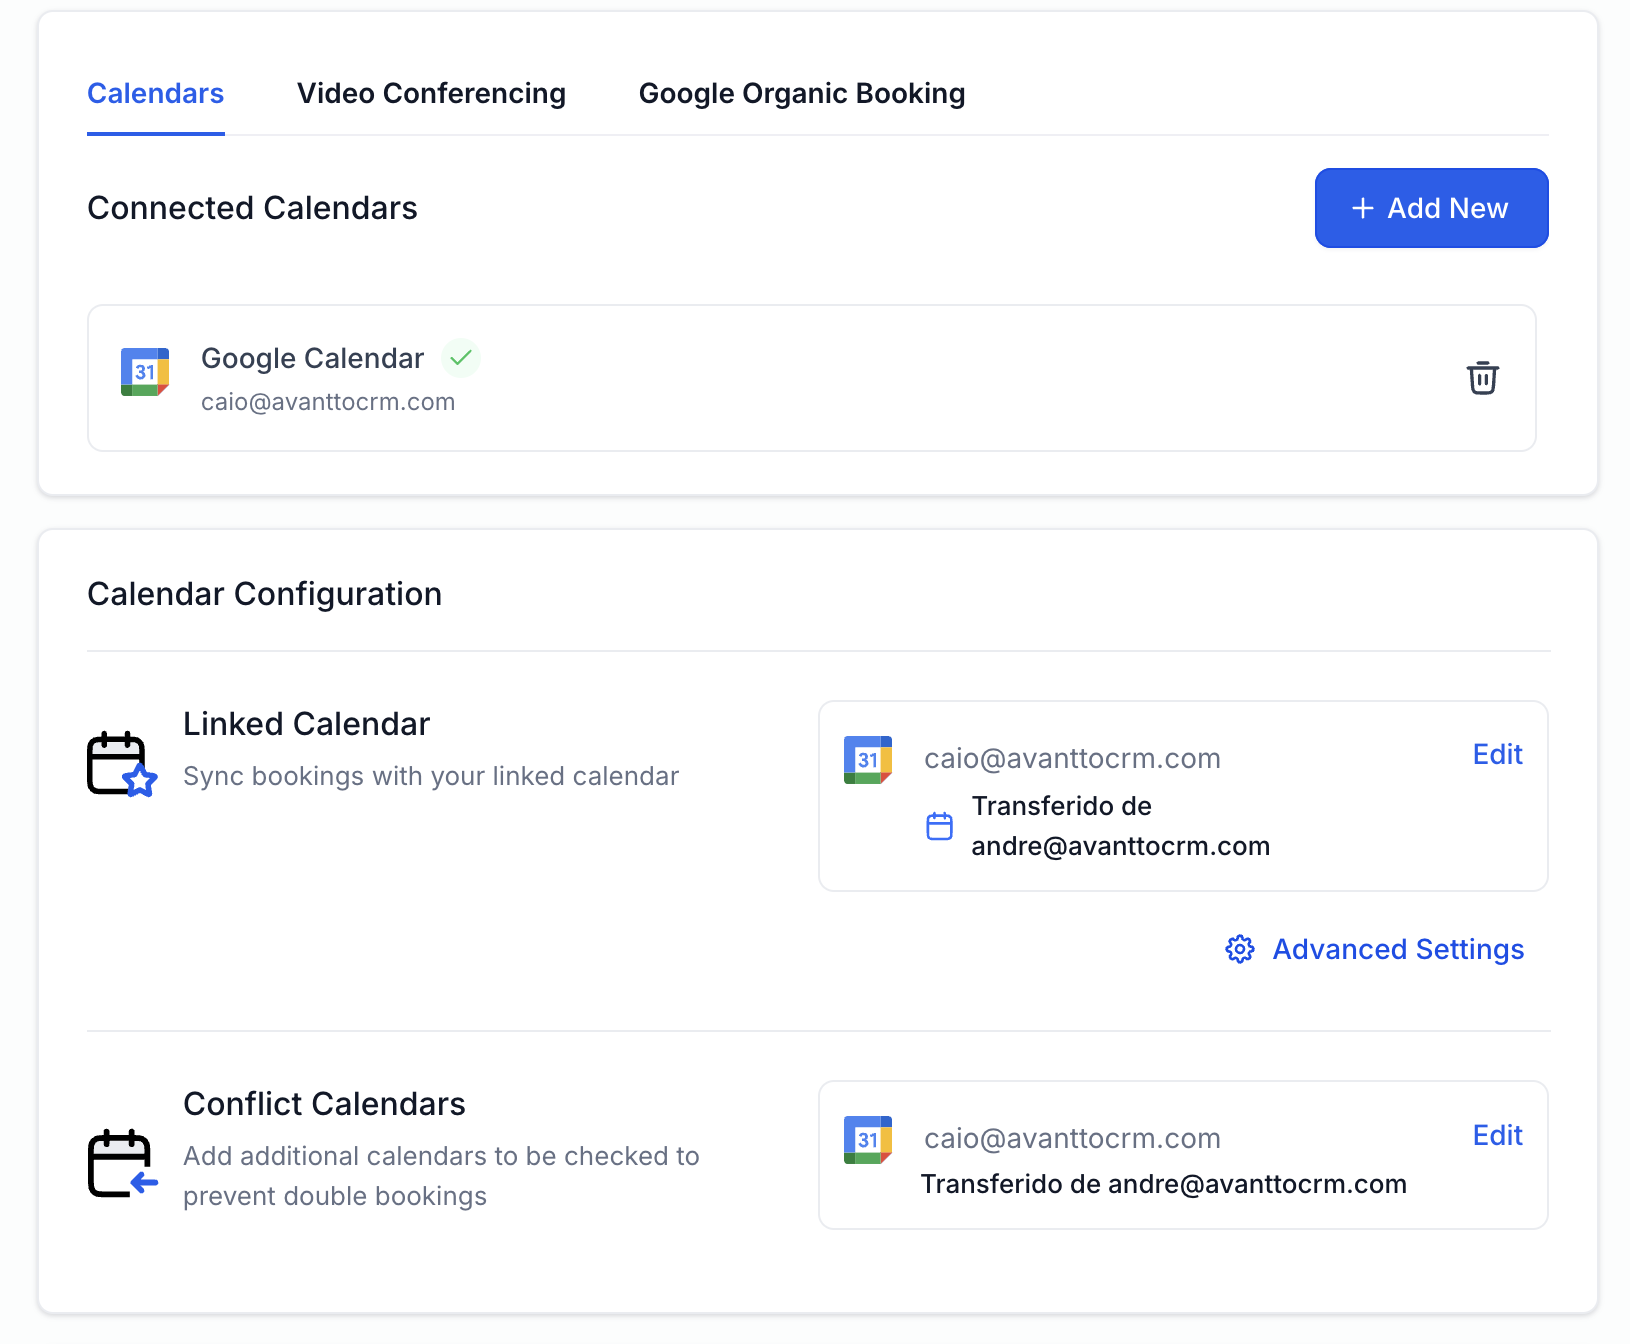 Calendars
Video Conferencing
Google Organic Booking
Connected Calendars
+ Add New
31
Google Calendar
caio@avanttocrm.com
Calendar Configuration
Linked Calendar
Sync bookings with your linked calendar
31
caio@avanttocrm.com
Edit
Transferido de
andre@avanttocrm.com
Advanced Settings
Conflict Calendars
Add additional calendars to be checked to
prevent double bookings
31
caio@avanttocrm.com
Edit
Transferido de andre@avanttocrm.com